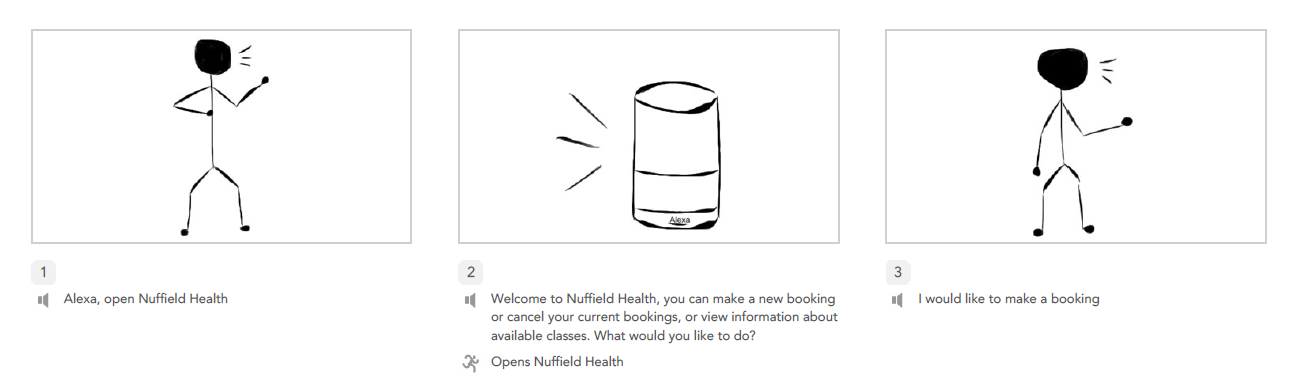 Alexa
1
Alexa, open Nuffield Health
2
Welcome to Nuffield Health, you can make a new booking
or cancel your current bookings, or view information about
available classes. What would you like to do?
Opens Nuffield Health
3
I would like to make a booking